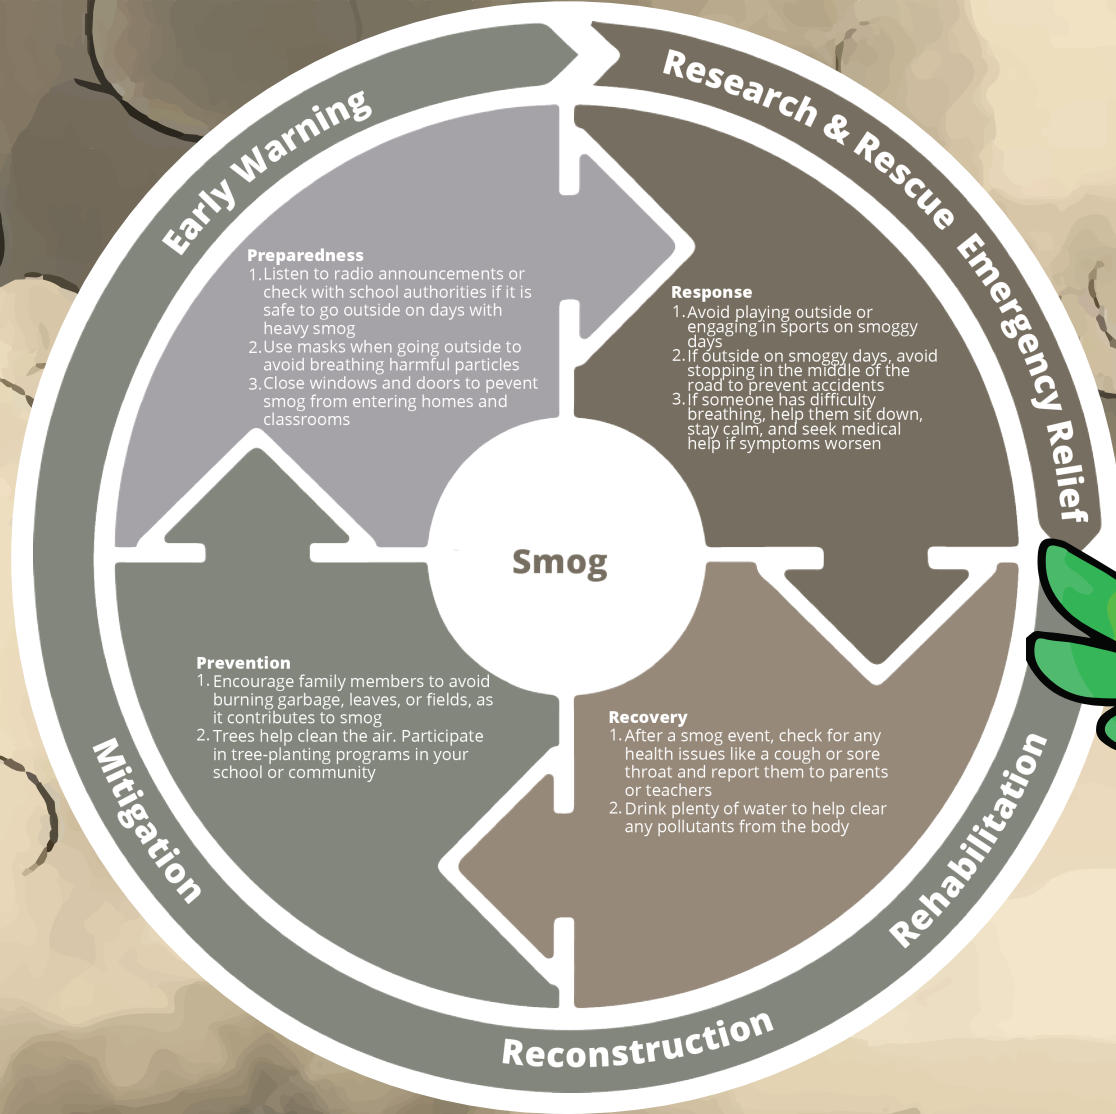 Early Warning
Research & Rescue
Emergency Relief
Preparedness
1. Listen to radio announcements or
check with school authorities if it is
safe to go outside on days with
heavy smog
2. Use masks when going outside to
avoid breathing harmful particles
3. Close windows and doors to pevent
smog from entering homes and
classrooms
Response
1. Avoid playing outside or
engaging in sports on smoggy
days
2. If outside on smoggy days, avoid
stopping in the middle of the
road to prevent accidents
3. If someone has difficulty
breathing, help them sit down,
stay calm, and seek medical
help if symptoms worsen
Smog
Prevention
1. Encourage family members to avoid
burning garbage, leaves, or fields, as
it contributes to smog
2. Trees help clean the air. Participate
in tree-planting programs in your
school or community
Recovery
1. After a smog event, check for any
health issues like a cough or sore
throat and report them to parents
or teachers
2. Drink plenty of water to help clear
any pollutants from the body
Mitigation
Rehabilitation
Reconstruction